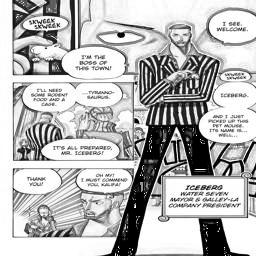 SKWEEK
SKWEEK
I'M THE
BOSS OF
THIS TOWN!
I SEE.
WELCOME.
SKWEEK
SKWEEK
ICEBERG.
AND I JUST
PICKED UP THIS
PET MOUSE.
ITS NAME IS...
WELL...
I'LL NEED
SOME RODENT
FOOD AND A
CAGE.
...TYRANNO-
SAURUS.
IT'S ALL PREPARED,
MR. ICEBERG!
THANK
YOU!
OH MY!
I MUST COMMEND
YOU, KALIFA!
ICEBERG
WATER SEVEN
MAYOR & GALLEY-LA
COMPANY PRESIDENT